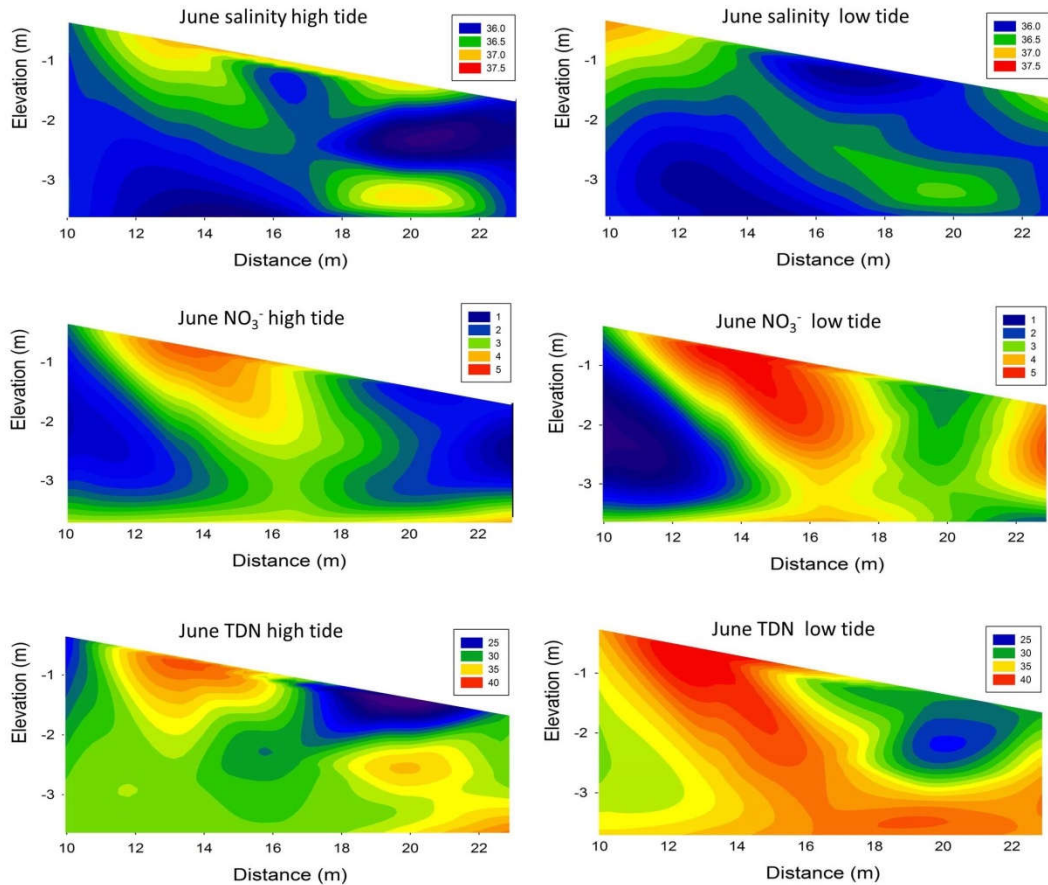 June salinity high tide
36.0
36.5
37.0
37.5
Elevation (m)
-1
-2
-3
10 12 14 16 18 20 22
Distance (m)
June salinity low tide
36.0
36.5
37.0
37.5
Elevation (m)
-1
-2
-3
10 12 14 16 18 20 22
Distance (m)
June NO₃⁻ high tide
1
2
3
4
5
Elevation (m)
-1
-2
-3
10 12 14 16 18 20 22
Distance (m)
June NO₃⁻ low tide
1
2
3
4
5
Elevation (m)
-1
-2
-3
10 12 14 16 18 20 22
Distance (m)
June TDN high tide
25
30
35
40
Elevation (m)
-1
-2
-3
10 12 14 16 18 20 22
Distance (m)
June TDN low tide
25
30
35
40
Elevation (m)
-1
-2
-3
10 12 14 16 18 20 22
Distance (m)